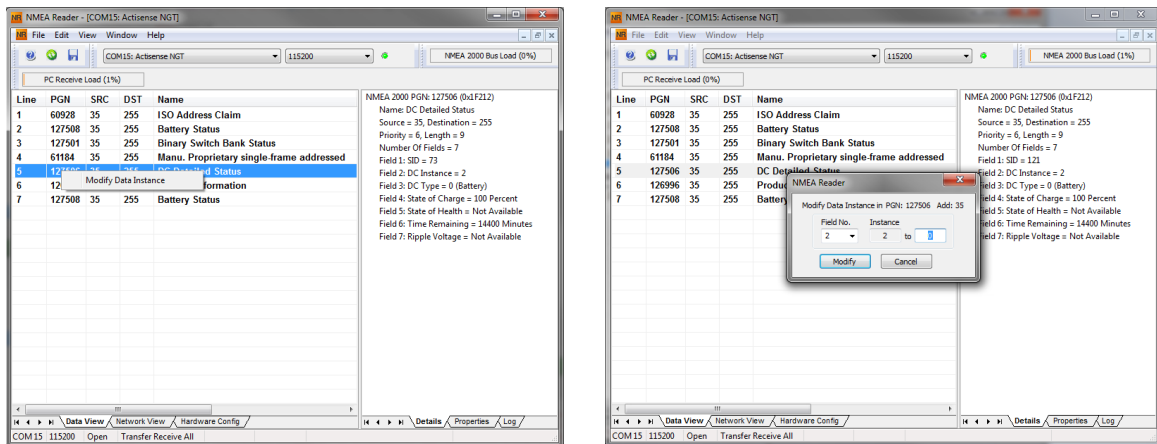 NMEA Reader - [COM15: Actisense NGT]
File Edit View Window Help
COM15: Actisense NGT 115200 NMEA 2000 Bus Load (0%)
PC Receive Load (1%)
Line PGN SRC DST Name
1 60928 35 255 ISO Address Claim
2 127508 35 255 Battery Status
3 127501 35 255 Binary Switch Bank Status
4 61184 35 255 Manu. Proprietary single-frame addressed
5 127506 35 255 DC Detailed Status
Modify Data Instance
6 12 formation
7 127508 35 255 Battery Status
NMEA 2000 PGN: 127506 (0x1F212)
Name: DC Detailed Status
Source = 35, Destination = 255
Priority = 6, Length = 9
Number Of Fields = 7
Field 1: SID = 73
Field 2: DC Instance = 2
Field 3: DC Type = 0 (Battery)
Field 4: State of Charge = 100 Percent
Field 5: State of Health = Not Available
Field 6: Time Remaining = 14400 Minutes
Field 7: Ripple Voltage = Not Available
Data View Network View Hardware Config
Details Properties Log
COM15 115200 Open Transfer Receive All
NMEA Reader - [COM15: Actisense NGT]
File Edit View Window Help
COM15: Actisense NGT 115200 NMEA 2000 Bus Load (1%)
PC Receive Load (0%)
Line PGN SRC DST Name
1 60928 35 255 ISO Address Claim
2 127508 35 255 Battery Status
3 127501 35 255 Binary Switch Bank Status
4 61184 35 255 Manu. Proprietary single-frame addressed
5 127506 35 255 DC Detailed Status
6 126996 35 255 Produ
7 127508 35 255 Battery
NMEA Reader
Modify Data Instance in PGN: 127506 Add: 35
Field No. Instance
2 2 to 0
Modify Cancel
NMEA 2000 PGN: 127506 (0x1F212)
Name: DC Detailed Status
Source = 35, Destination = 255
Priority = 6, Length = 9
Number Of Fields = 7
Field 1: SID = 121
Field 2: DC Instance = 2
Field 3: DC Type = 0 (Battery)
Field 4: State of Charge = 100 Percent
Field 5: State of Health = Not Available
Field 6: Time Remaining = 14400 Minutes
Field 7: Ripple Voltage = Not Available
Data View Network View Hardware Config
Details Properties Log
COM15 115200 Open Transfer Receive All